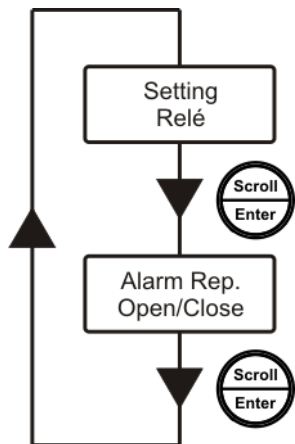 Setting
Relé
Scroll
Enter
Alarm Rep.
Open/Close
Scroll
Enter